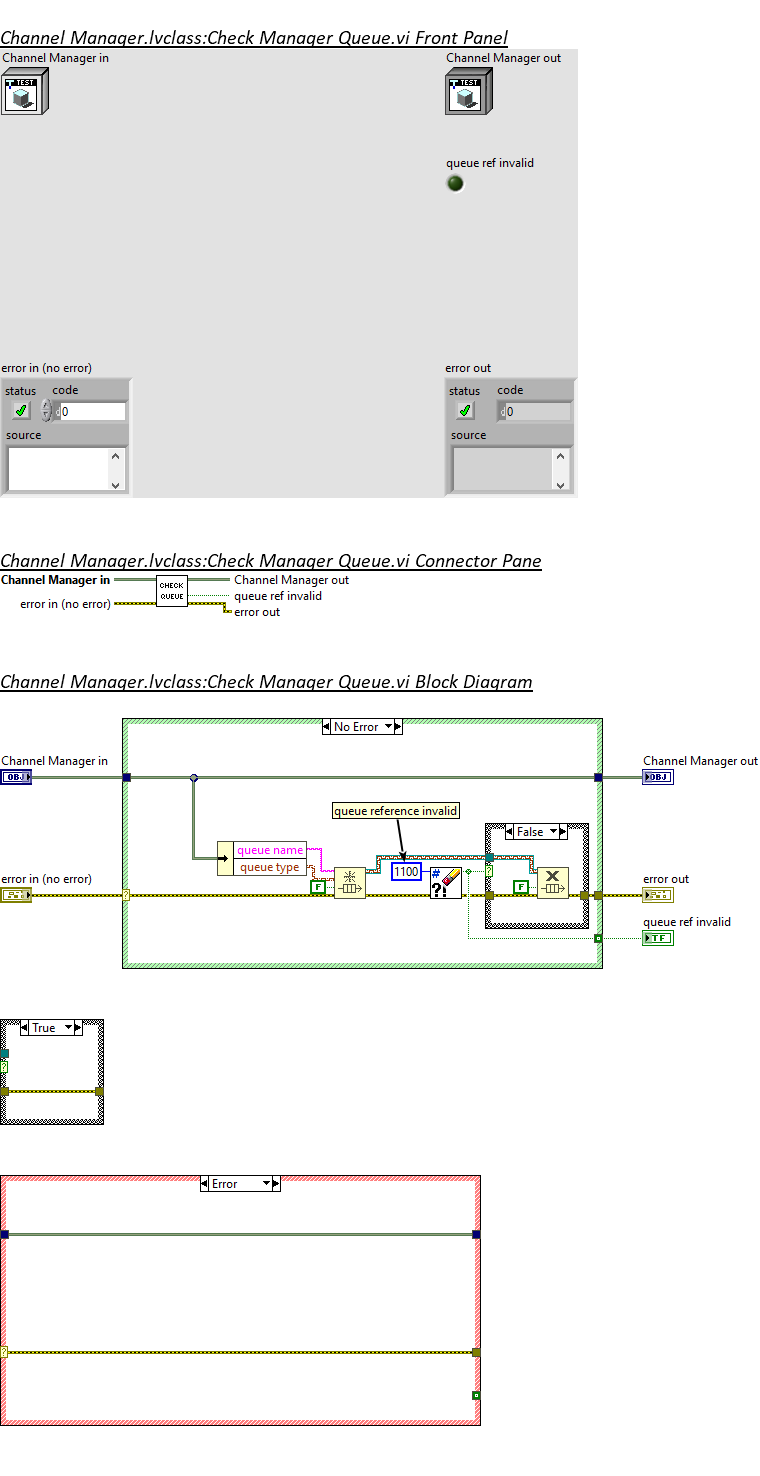 Channel Manager.lvclass:Check Manager Queue.vi Front Panel
Channel Manager in
Channel Manager out
TEST
TEST
queue ref invalid
error in (no error)
error out
status code
status code
0
0
source
source
Channel Manager.lvclass:Check Manager Queue.vi Connector Pane
Channel Manager in
CHECK
QUEUE
Channel Manager out
queue ref invalid
error in (no error)
error out
Channel Manager.lvclass:Check Manager Queue.vi Block Diagram
No Error
Channel Manager in
Channel Manager out
OBJ
OBJ
queue reference invalid
False
queue name
queue type
1100
#
?!
?
F
F
X
error in (no error)
error out
?
queue ref invalid
TF
True
?
Error
?